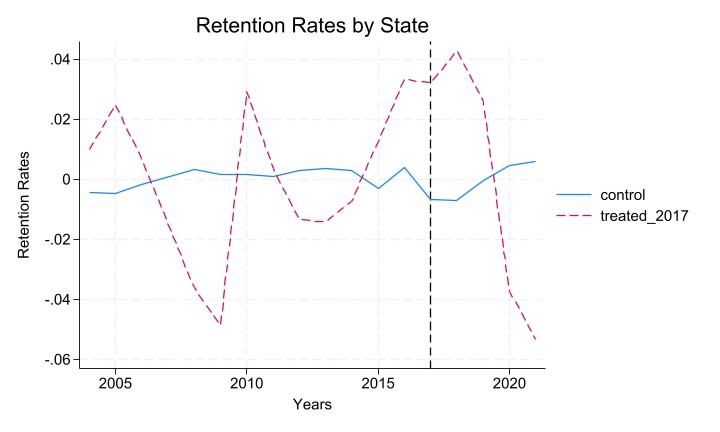 Retention Rates by State
Retention Rates
.04
.02
0
-.02
-.04
-.06
2005 2010 2015 2020
Years
control
treated_2017